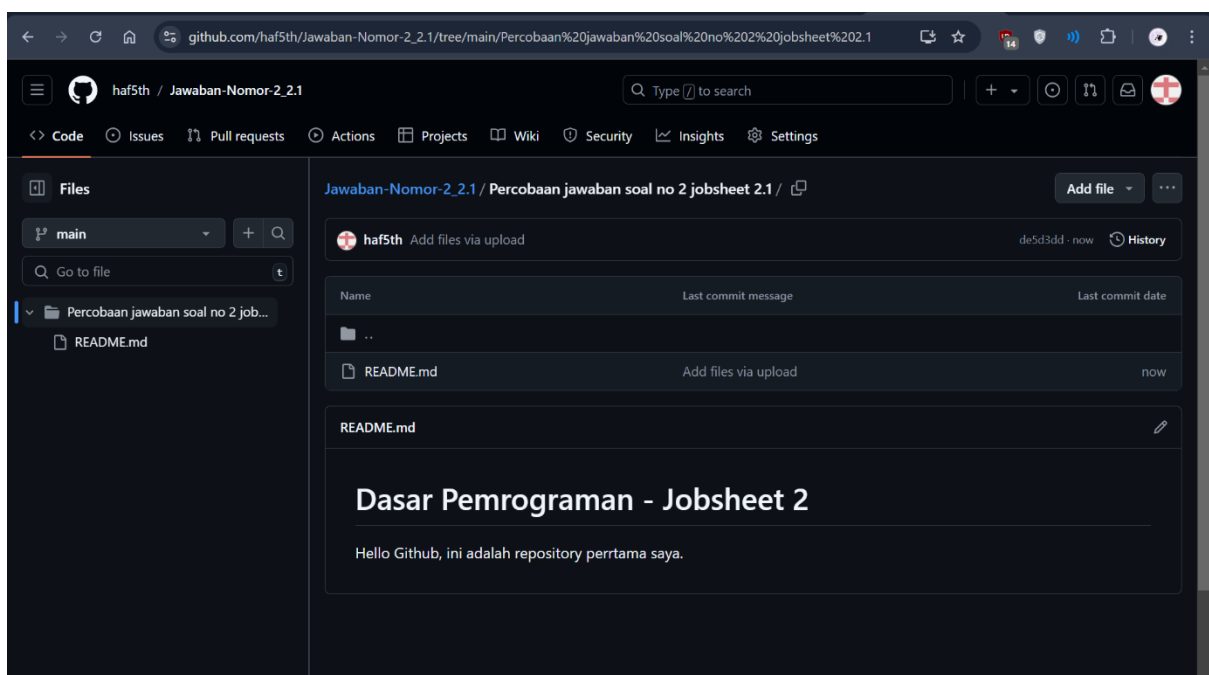 github.com/haf5th/Jawaban-Nomor-2_2.1/tree/main/Percobaan%20jawaban%20soal%20no%202%20jobsheet%202.1
14
haf5th / Jawaban-Nomor-2_2.1
Type / to search
<> Code Issues Pull requests Actions Projects Wiki Security Insights Settings
Files
main
Go to file
t
Percobaan jawaban soal no 2 job...
README.md
Jawaban-Nomor-2_2.1 / Percobaan jawaban soal no 2 jobsheet 2.1 /
Add file
haf5th Add files via upload
de5d3dd · now History
Name Last commit message Last commit date
..
README.md Add files via upload now
README.md
Dasar Pemrograman - Jobsheet 2
Hello Github, ini adalah repository perrtama saya.